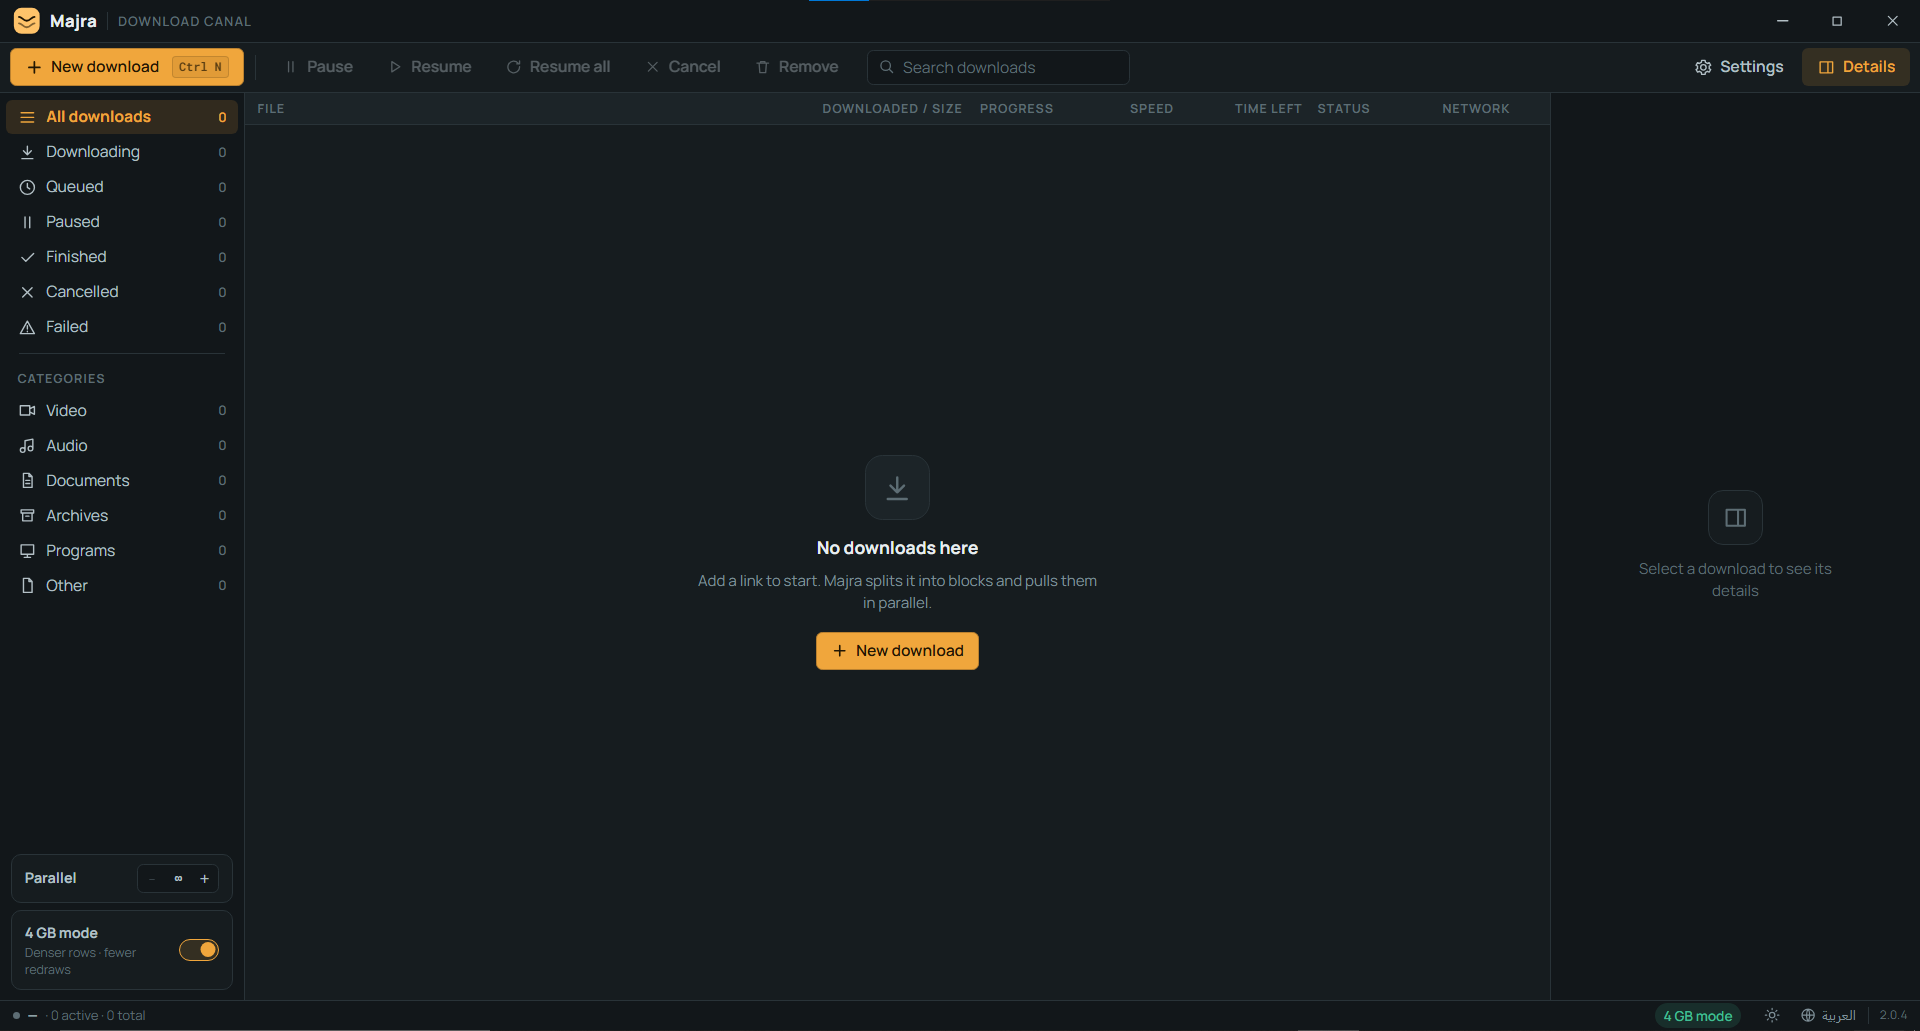 Majra DOWNLOAD CANAL
New download Ctrl N Pause Resume Resume all Cancel Remove Search downloads Settings Details
All downloads 0
Downloading 0
Queued 0
Paused 0
Finished 0
Cancelled 0
Failed 0
CATEGORIES
Video 0
Audio 0
Documents 0
Archives 0
Programs 0
Other 0
Parallel - ∞ +
4 GB mode
Denser rows · fewer
redraws
FILE DOWNLOADED / SIZE PROGRESS SPEED TIME LEFT STATUS NETWORK
No downloads here
Add a link to start. Majra splits it into blocks and pulls them
in parallel.
New download
Select a download to see its
details
– · 0 active · 0 total 4 GB mode العربية 2.0.4